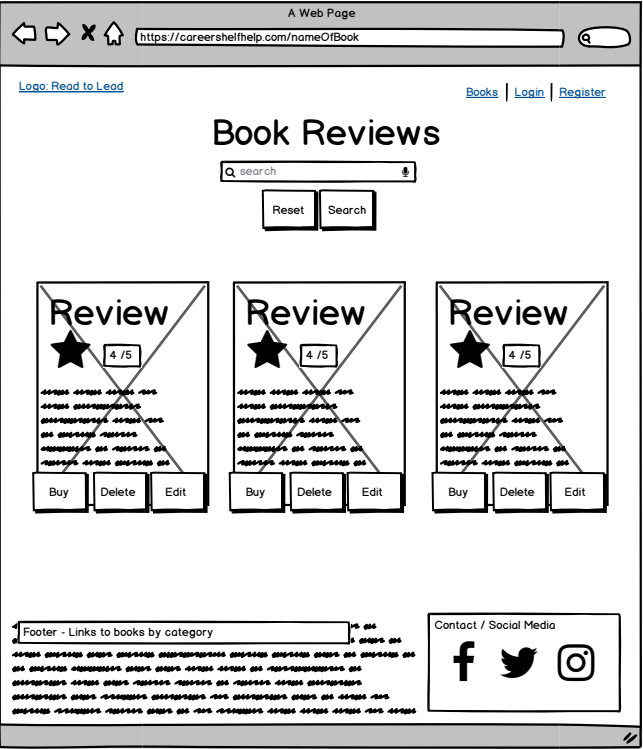 A Web Page
https://careershelfhelp.com/nameOfBook
Logo: Read to Lead
Books
Login
Register
Book Reviews
search
Reset
Search
Review
4 /5
Buy
Delete
Edit
Review
4 /5
Buy
Delete
Edit
Review
4 /5
Buy
Delete
Edit
Footer - Links to books by category
Contact / Social Media